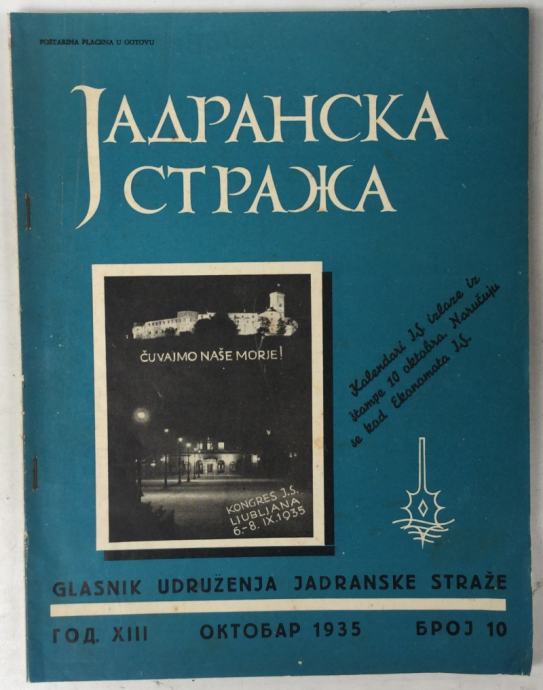 POŠTARINA PLAĆENA U GOTOVU
ЈАДРАНСКА
СТРАЖА
ČUVAJMO NAŠE MORJE!
Kalendari J.S. izlaze iz
štampe 10 oktobra. Naručuju
se kod Ekonomata J.S.
KONGRES J.S.
LJUBLJANA
6.-8. IX. 1935
GLASNIK UDRUŽENJA JADRANSKE STRAŽE
ГОД. XIII ОКТОБАР 1935 БРОЈ 10